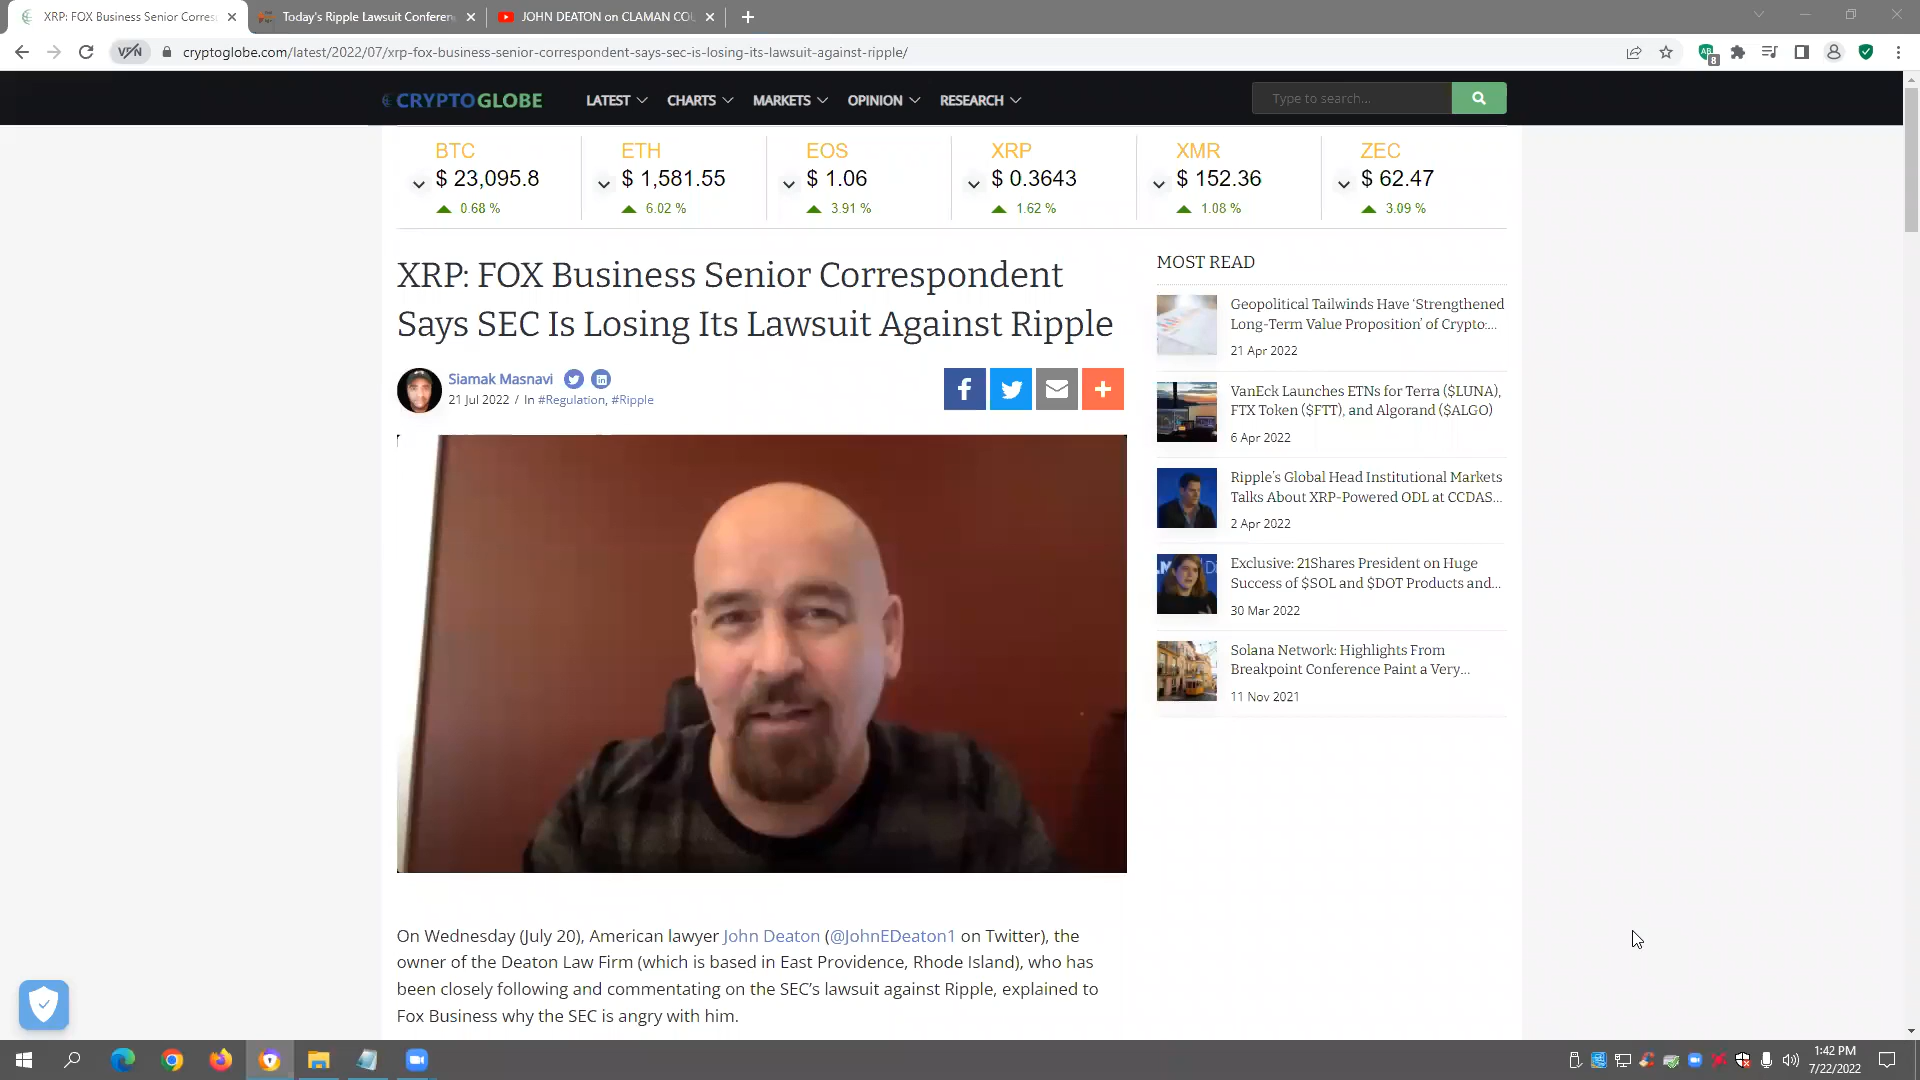 XRP: FOX Business Senior Corres
Today's Ripple Lawsuit Conferen
JOHN DEATON on CLAMAN COU
VPN
cryptoglobe.com/latest/2022/07/xrp-fox-business-senior-correspondent-says-sec-is-losing-its-lawsuit-against-ripple/
8
CRYPTOGLOBE
LATEST
CHARTS
MARKETS
OPINION
RESEARCH
Type to search...
BTC
$ 23,095.8
0.68 %
ETH
$ 1,581.55
6.02 %
EOS
$ 1.06
3.91 %
XRP
$ 0.3643
1.62 %
XMR
$ 152.36
1.08 %
ZEC
$ 62.47
3.09 %
XRP: FOX Business Senior Correspondent
Says SEC Is Losing Its Lawsuit Against Ripple
Siamak Masnavi
21 Jul 2022 / In #Regulation, #Ripple
On Wednesday (July 20), American lawyer John Deaton (@JohnEDeaton1 on Twitter), the
owner of the Deaton Law Firm (which is based in East Providence, Rhode Island), who has
been closely following and commentating on the SEC's lawsuit against Ripple, explained to
Fox Business why the SEC is angry with him.
MOST READ
Geopolitical Tailwinds Have 'Strengthened
Long-Term Value Proposition' of Crypto:...
21 Apr 2022
VanEck Launches ETNs for Terra ($LUNA),
FTX Token ($FTT), and Algorand ($ALGO)
6 Apr 2022
Ripple's Global Head Institutional Markets
Talks About XRP-Powered ODL at CCDAS...
2 Apr 2022
Exclusive: 21Shares President on Huge
Success of $SOL and $DOT Products and...
30 Mar 2022
Solana Network: Highlights From
Breakpoint Conference Paint a Very...
11 Nov 2021
1:42 PM
7/22/2022